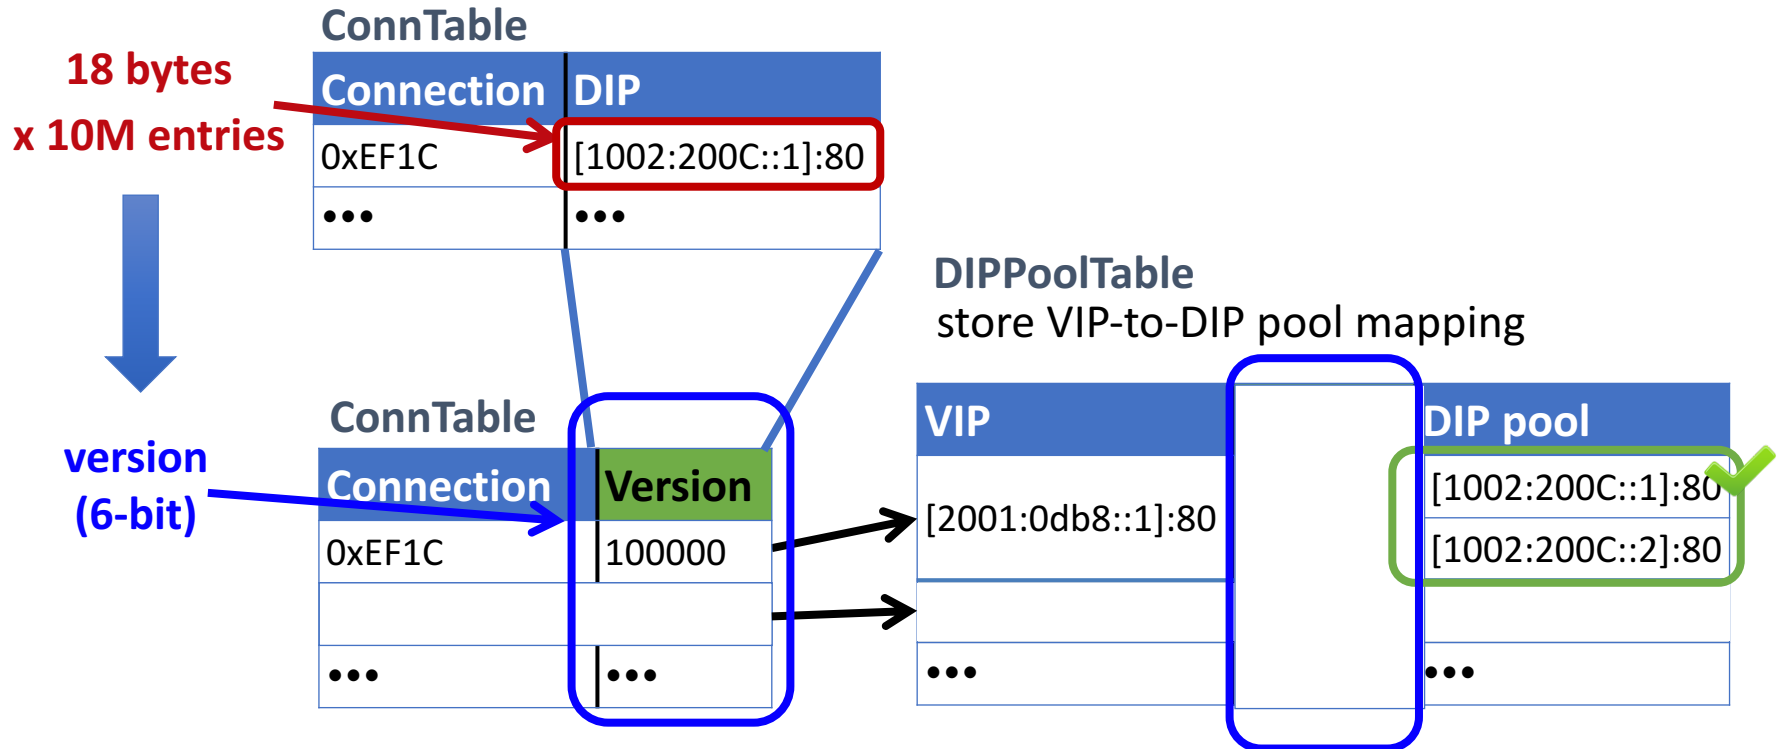 ConnTable
18 bytes
x 10M entries
Connection DIP
0xEF1C [1002:200C::1]:80
••• •••
DIPPoolTable
store VIP-to-DIP pool mapping
version
(6-bit)
ConnTable
Connection Version
0xEF1C 100000
••• •••
VIP DIP pool
[2001:0db8::1]:80
[1002:200C::1]:80
[1002:200C::2]:80
••• •••